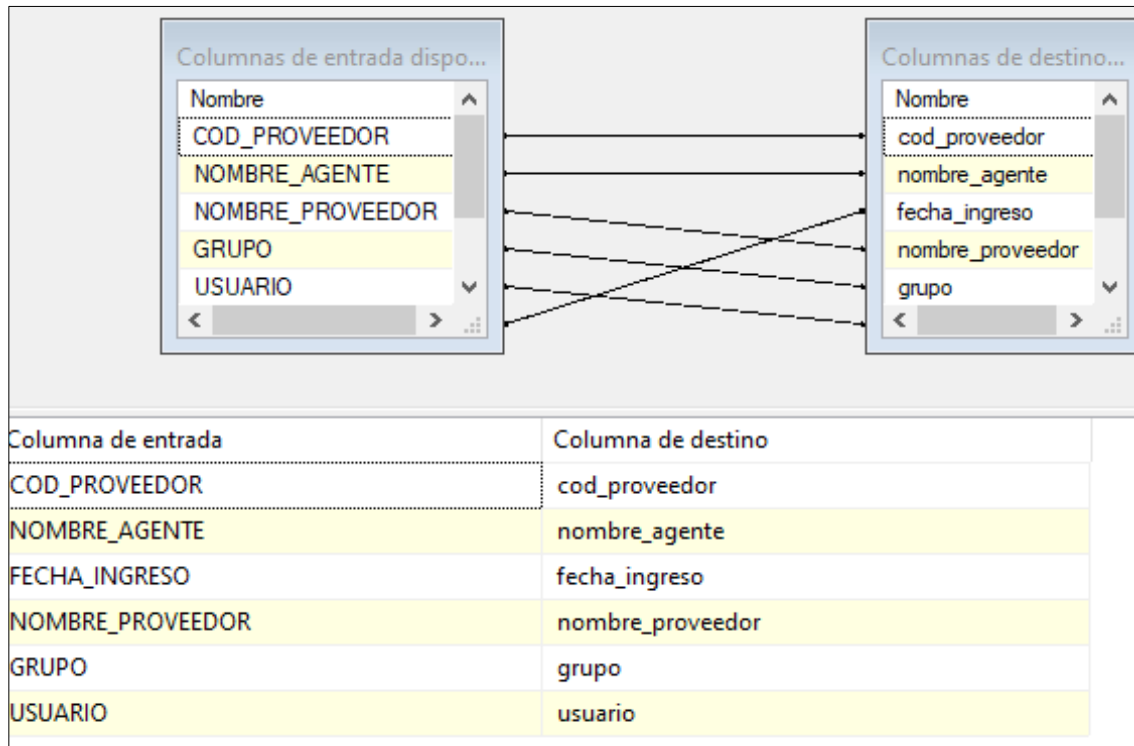 Columnas de entrada dispo...
Nombre
COD_PROVEEDOR
NOMBRE_AGENTE
NOMBRE_PROVEEDOR
GRUPO
USUARIO
Columnas de destino...
Nombre
cod_proveedor
nombre_agente
fecha_ingreso
nombre_proveedor
grupo
Columna de entrada Columna de destino
COD_PROVEEDOR cod_proveedor
NOMBRE_AGENTE nombre_agente
FECHA_INGRESO fecha_ingreso
NOMBRE_PROVEEDOR nombre_proveedor
GRUPO grupo
USUARIO usuario